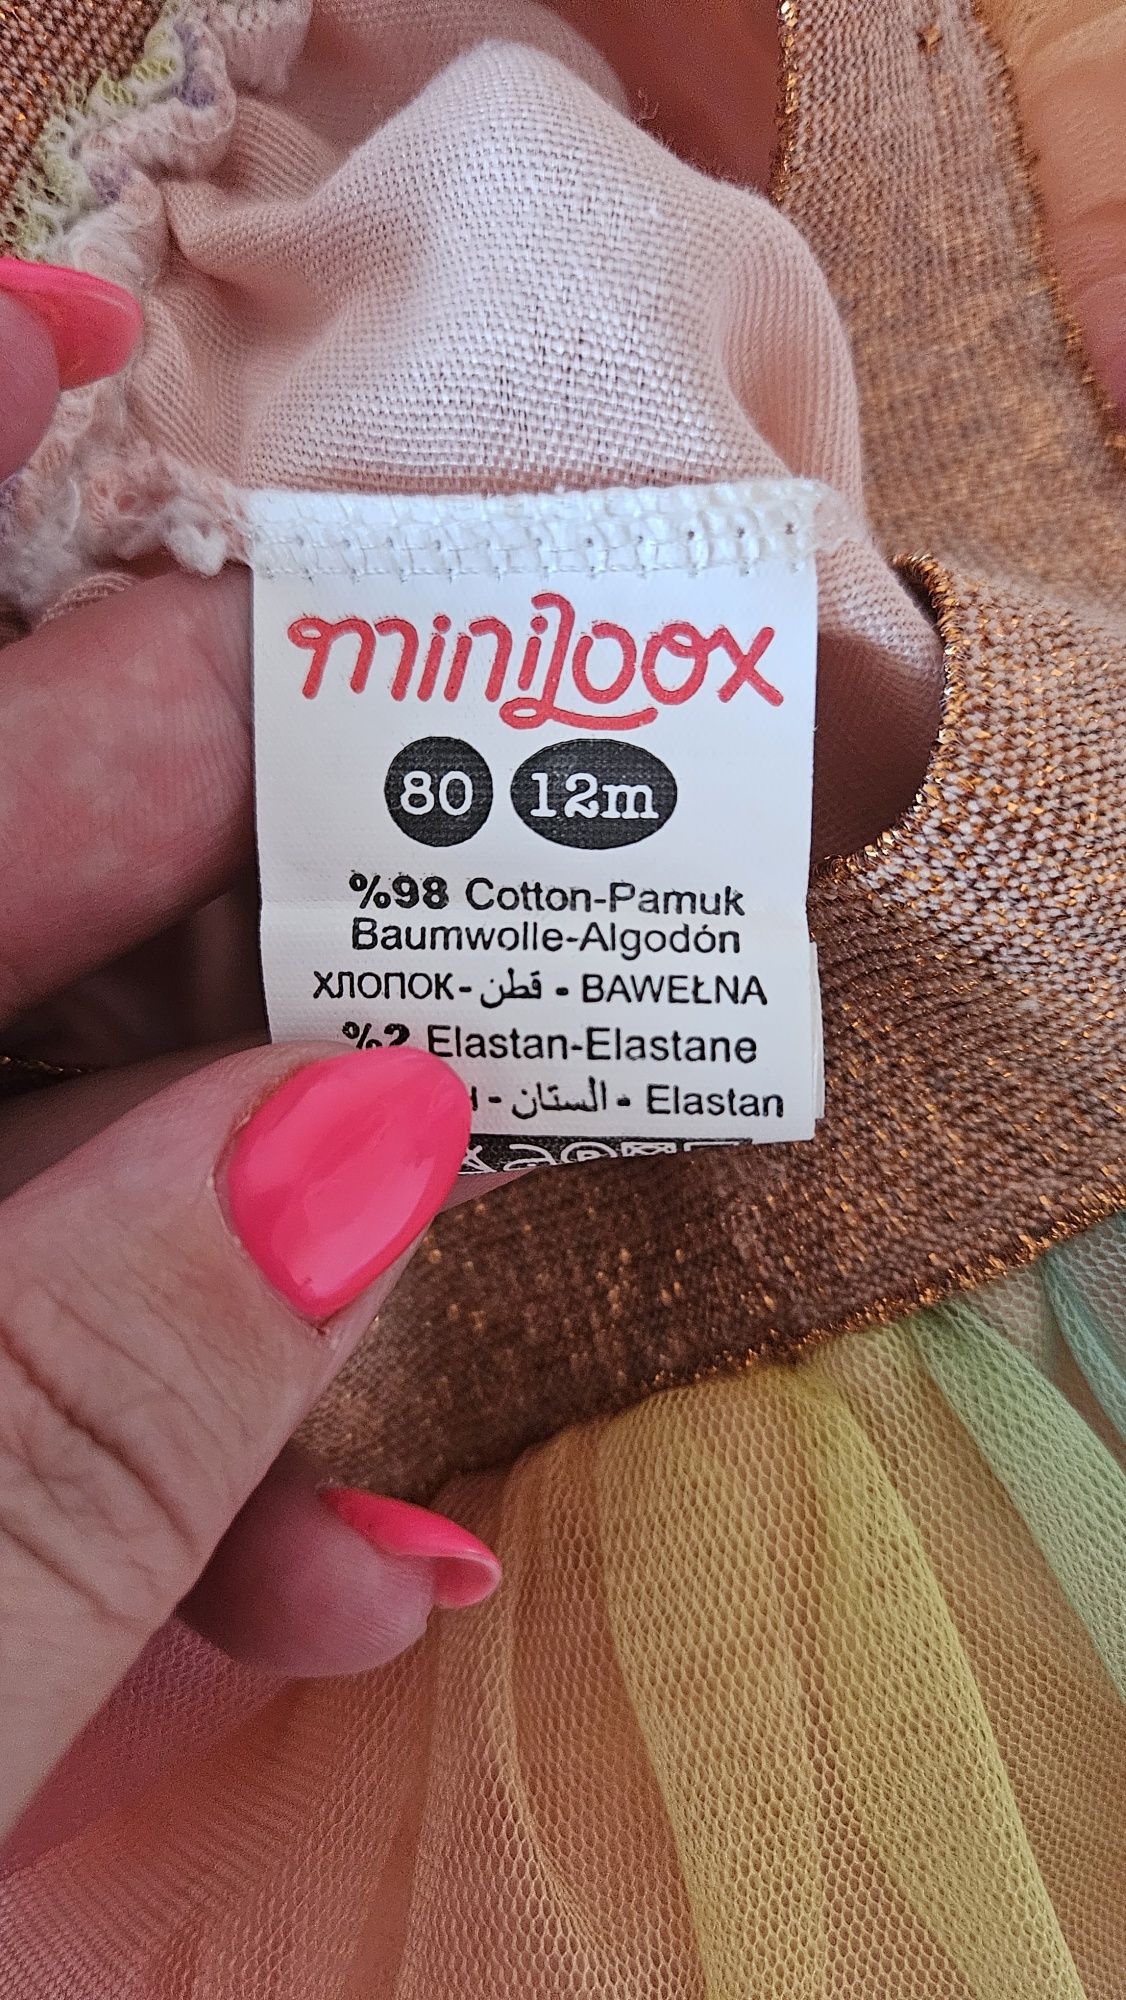 miniloox
80 12m
%98 Cotton-Pamuk
Baumwolle-Algodón
хлопок - قطن - BAWEŁNA
%2 Elastan-Elastane
- الستان - Elastan